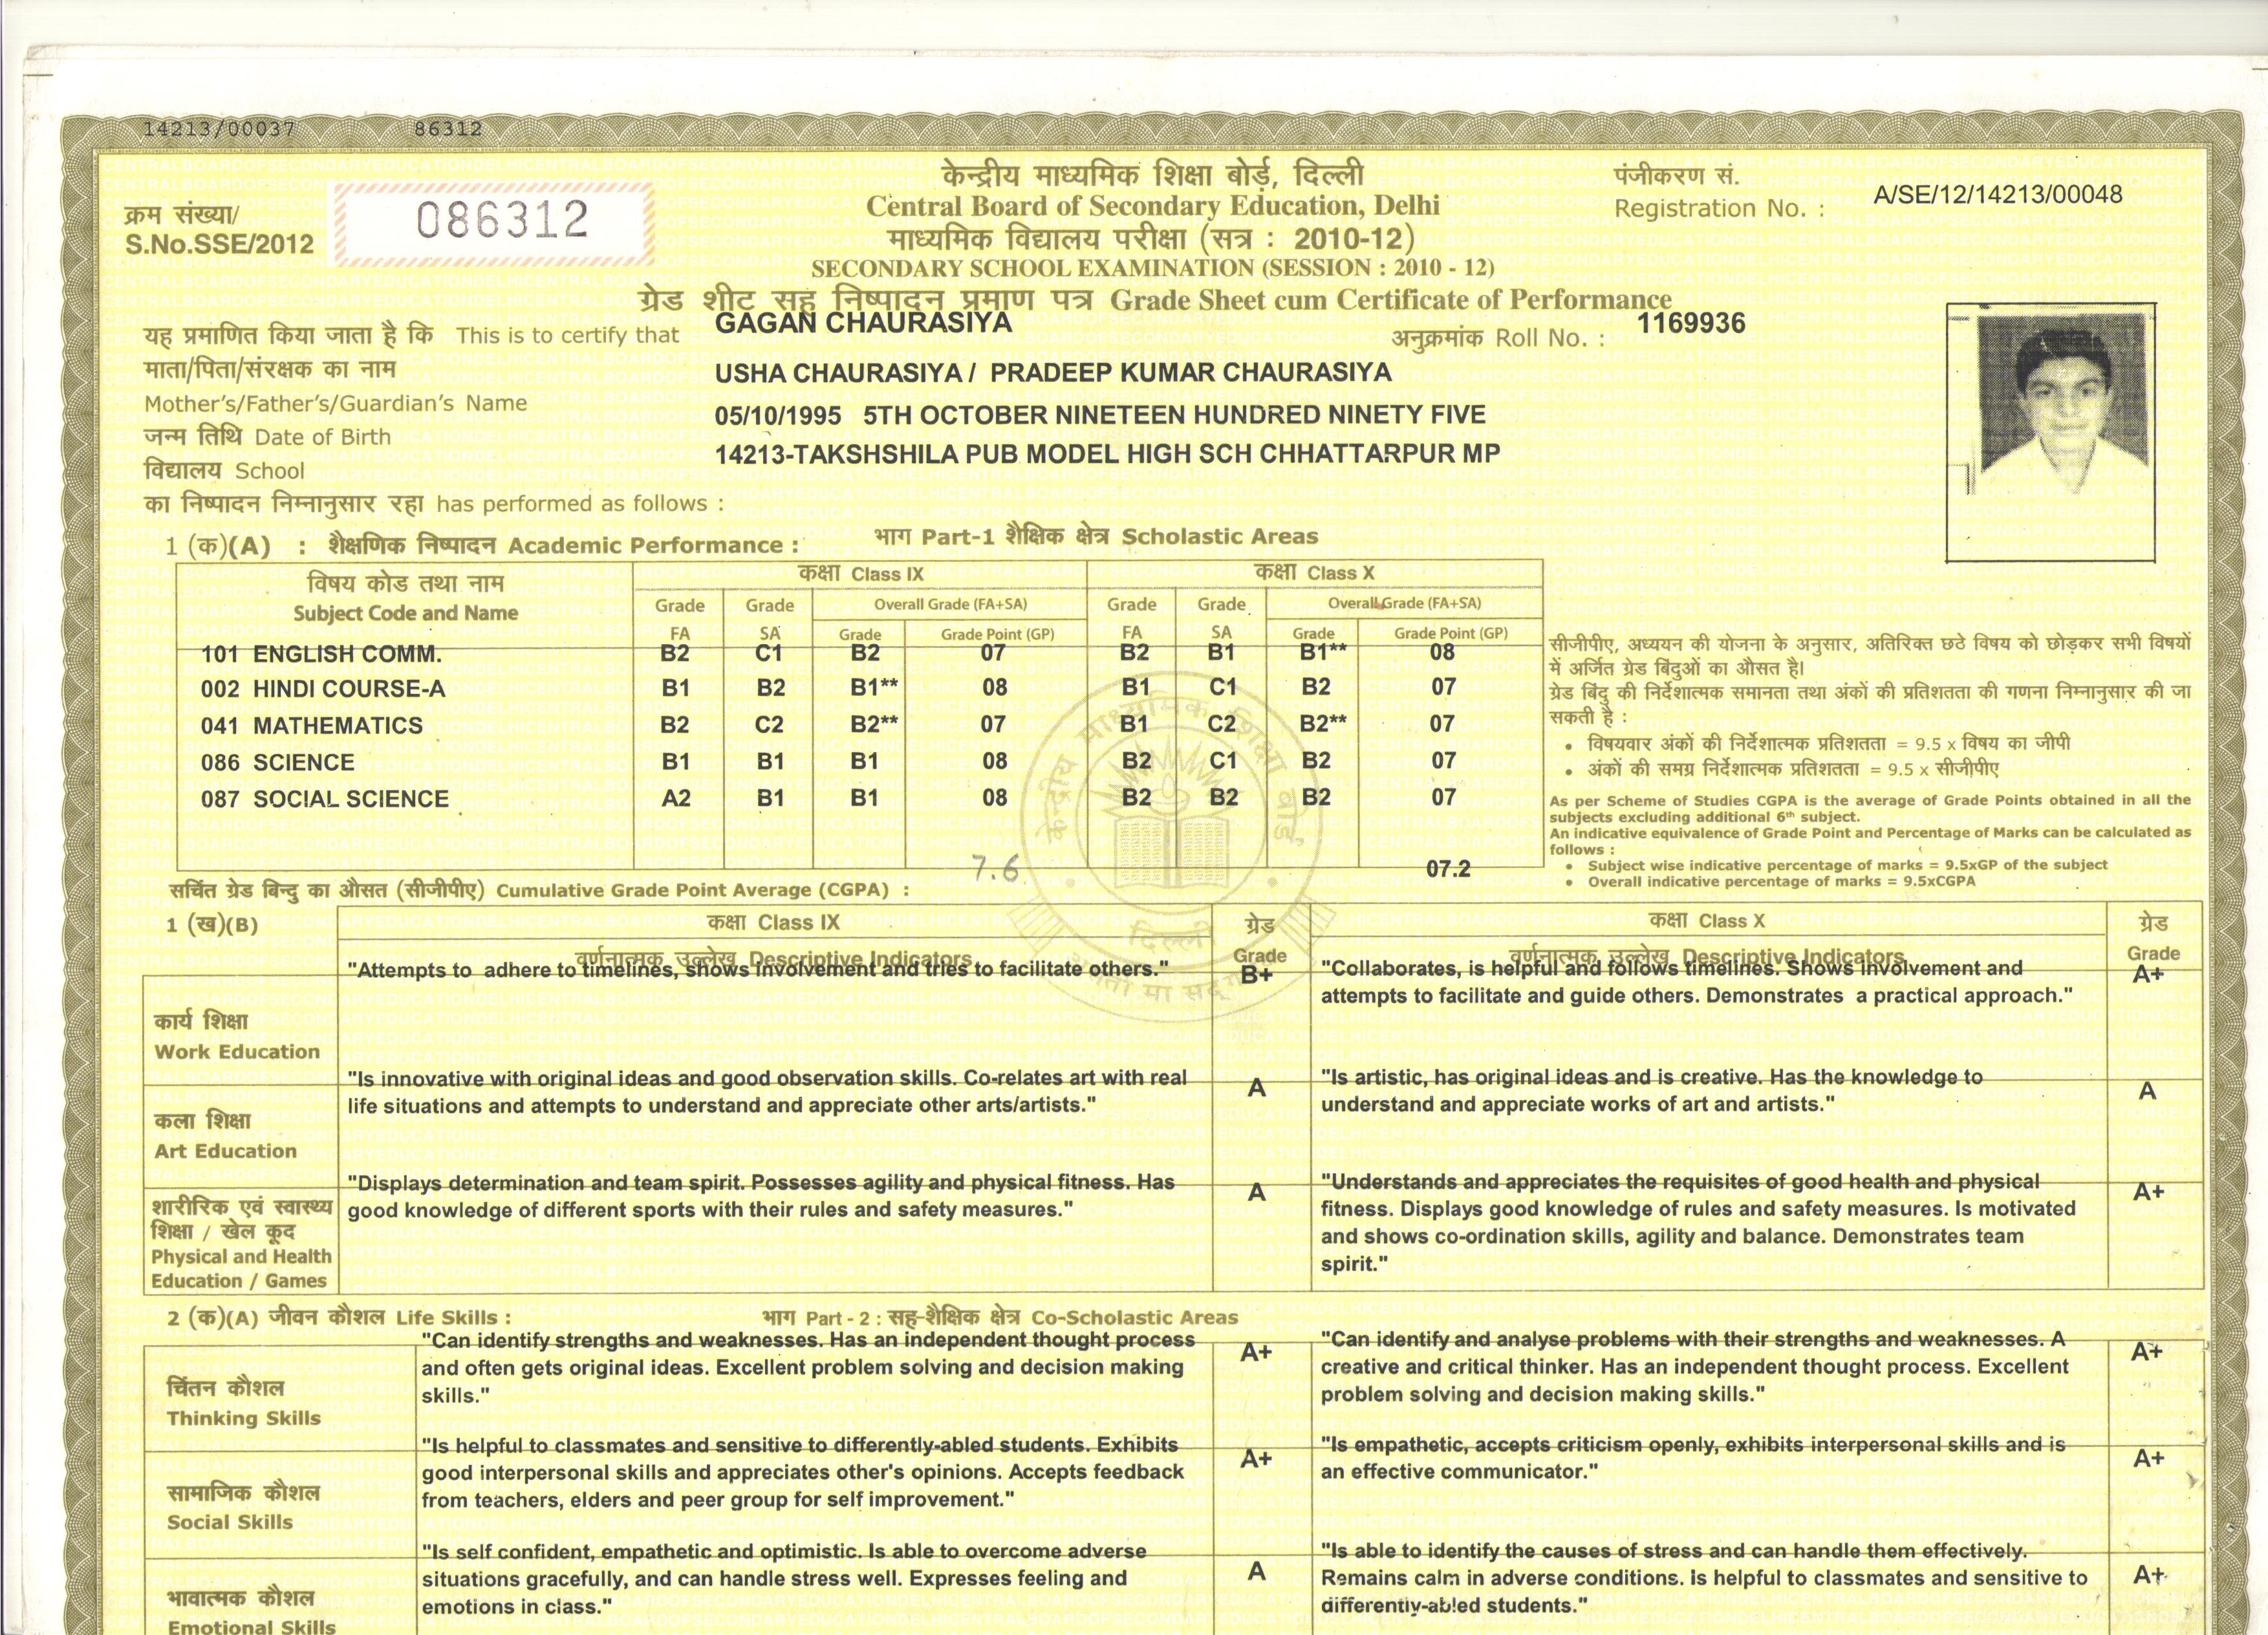 14213/00037 86312
केन्द्रीय माध्यमिक शिक्षा बोर्ड, दिल्ली
Central Board of Secondary Education, Delhi
माध्यमिक विद्यालय परीक्षा (सत्र : 2010-12)
SECONDARY SCHOOL EXAMINATION (SESSION : 2010 - 12)
ग्रेड शीट सह निष्पादन प्रमाण पत्र Grade Sheet cum Certificate of Performance
क्रम संख्या/
S.No.SSE/2012 086312
पंजीकरण सं.
Registration No. : A/SE/12/14213/00048
यह प्रमाणित किया जाता है कि This is to certify that GAGAN CHAURASIYA
अनुक्रमांक Roll No. : 1169936
माता/पिता/संरक्षक का नाम USHA CHAURASIYA / PRADEEP KUMAR CHAURASIYA
Mother's/Father's/Guardian's Name
05/10/1995 5TH OCTOBER NINETEEN HUNDRED NINETY FIVE
जन्म तिथि Date of Birth
14213-TAKSHSHILA PUB MODEL HIGH SCH CHHATTARPUR MP
विद्यालय School
का निष्पादन निम्नानुसार रहा has performed as follows :
भाग Part-1 शैक्षिक क्षेत्र Scholastic Areas
1 (क)(A) : शैक्षणिक निष्पादन Academic Performance :
विषय कोड तथा नाम कक्षा Class IX कक्षा Class X
Subject Code and Name Grade Grade Overall Grade (FA+SA) Grade Grade Overall Grade (FA+SA)
FA SA Grade Grade Point (GP) FA SA Grade Grade Point (GP)
101 ENGLISH COMM. B2 C1 B2 07 B2 B1 B1** 08
002 HINDI COURSE-A B1 B2 B1** 08 B1 C1 B2 07
041 MATHEMATICS B2 C2 B2** 07 B1 C2 B2** 07
086 SCIENCE B1 B1 B1 08 B2 C1 B2 07
087 SOCIAL SCIENCE A2 B1 B1 08 B2 B2 B2 07
7.6 07.2
सीजीपीए, अध्ययन की योजना के अनुसार, अतिरिक्त छठे विषय को छोड़कर सभी विषयों
में अर्जित ग्रेड बिंदुओं का औसत है।
ग्रेड बिंदु की निर्देशात्मक समानता तथा अंकों की प्रतिशतता की गणना निम्नानुसार की जा
सकती है :
• विषयवार अंकों की निर्देशात्मक प्रतिशतता = 9.5 x विषय का जीपी
• अंकों की समग्र निर्देशात्मक प्रतिशतता = 9.5 x सीजीपीए
As per Scheme of Studies CGPA is the average of Grade Points obtained in all the
subjects excluding additional 6th subject.
An indicative equivalence of Grade Point and Percentage of Marks can be calculated as
follows :
• Subject wise indicative percentage of marks = 9.5xGP of the subject
• Overall indicative percentage of marks = 9.5xCGPA
सचिंत ग्रेड बिन्दु का औसत (सीजीपीए) Cumulative Grade Point Average (CGPA) :
1 (ख)(B) कक्षा Class IX ग्रेड कक्षा Class X ग्रेड
वर्णनात्मक उल्लेख Descriptive Indicators Grade वर्णनात्मक उल्लेख Descriptive Indicators Grade
कार्य शिक्षा
Work Education
"Attempts to adhere to timelines, shows involvement and tries to facilitate others." B+
"Collaborates, is helpful and follows timelines. Shows involvement and
attempts to facilitate and guide others. Demonstrates a practical approach." A+
कला शिक्षा
Art Education
"Is innovative with original ideas and good observation skills. Co-relates art with real
life situations and attempts to understand and appreciate other arts/artists." A
"Is artistic, has original ideas and is creative. Has the knowledge to
understand and appreciate works of art and artists." A
शारीरिक एवं स्वास्थ्य
शिक्षा / खेल कूद
Physical and Health
Education / Games
"Displays determination and team spirit. Possesses agility and physical fitness. Has
good knowledge of different sports with their rules and safety measures." A
"Understands and appreciates the requisites of good health and physical
fitness. Displays good knowledge of rules and safety measures. Is motivated
and shows co-ordination skills, agility and balance. Demonstrates team
spirit." A+
2 (क)(A) जीवन कौशल Life Skills : भाग Part - 2 : सह-शैक्षिक क्षेत्र Co-Scholastic Areas
चिंतन कौशल
Thinking Skills
"Can identify strengths and weaknesses. Has an independent thought process
and often gets original ideas. Excellent problem solving and decision making
skills." A+
"Can identify and analyse problems with their strengths and weaknesses. A
creative and critical thinker. Has an independent thought process. Excellent
problem solving and decision making skills." A+
सामाजिक कौशल
Social Skills
"Is helpful to classmates and sensitive to differently-abled students. Exhibits
good interpersonal skills and appreciates other's opinions. Accepts feedback
from teachers, elders and peer group for self improvement." A+
"Is empathetic, accepts criticism openly, exhibits interpersonal skills and is
an effective communicator." A+
भावात्मक कौशल
Emotional Skills
"Is self confident, empathetic and optimistic. Is able to overcome adverse
situations gracefully, and can handle stress well. Expresses feeling and
emotions in class." A
"Is able to identify the causes of stress and can handle them effectively.
Remains calm in adverse conditions. Is helpful to classmates and sensitive to
differently-abled students." A+